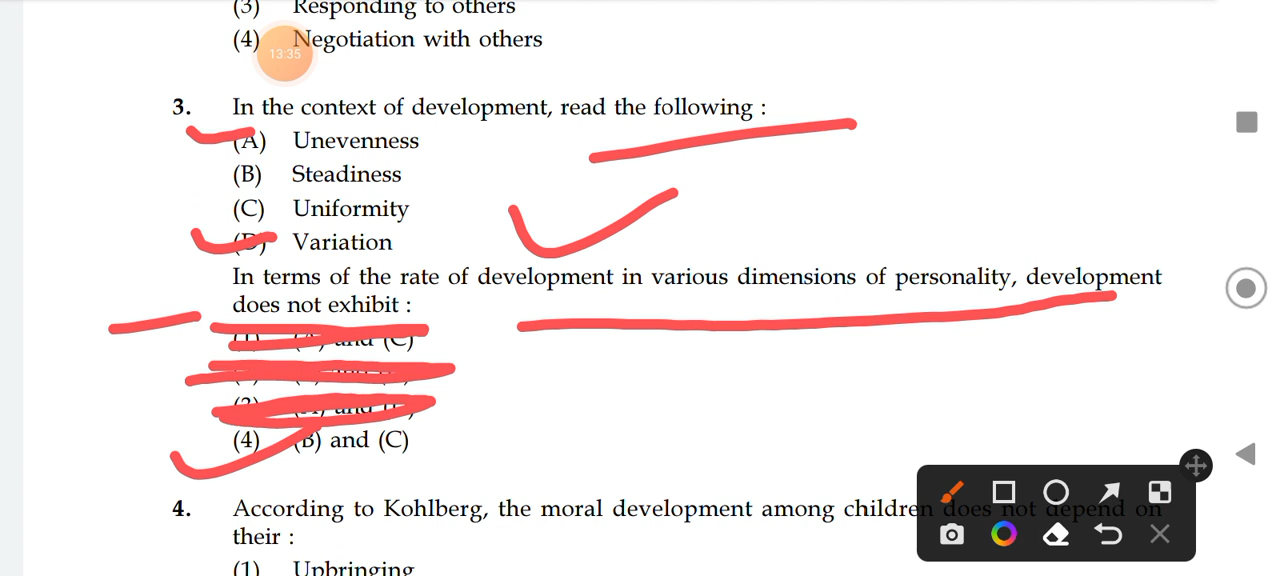 (3) Responding to others
(4) Negotiation with others
13:35
3. In the context of development, read the following :
(A) Unevenness
(B) Steadiness
(C) Uniformity
(D) Variation
In terms of the rate of development in various dimensions of personality, development
does not exhibit :
(1) (A) and (C)
and
(4) (B) and (C)
4. According to Kohlberg, the moral development among children does not depend on
their :
(1) Upbringing